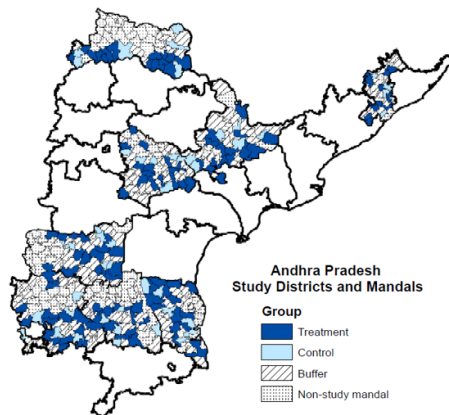 Andhra Pradesh
Study Districts and Mandals
Group
Treatment
Control
Buffer
Non-study mandal